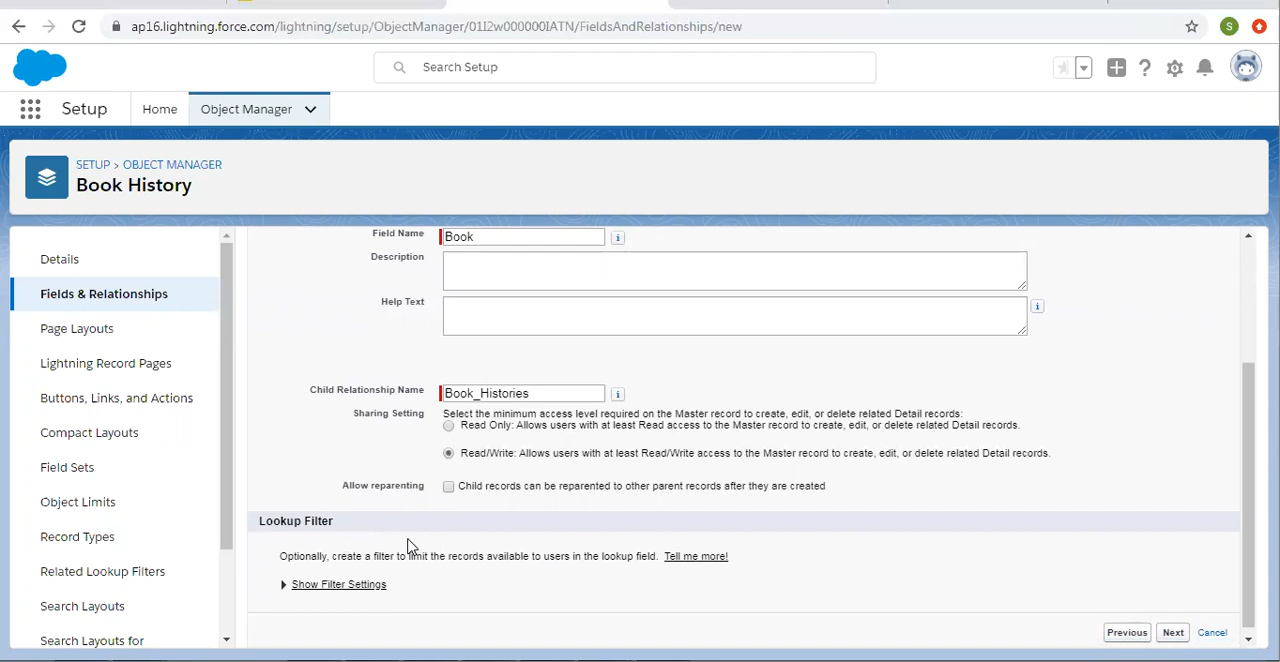 ap16.lightning.force.com/lightning/setup/ObjectManager/01I2w000000IATN/FieldsAndRelationships/new
S
Search Setup
Setup
Home
Object Manager
SETUP > OBJECT MANAGER
Book History
Details
Fields & Relationships
Page Layouts
Lightning Record Pages
Buttons, Links, and Actions
Compact Layouts
Field Sets
Object Limits
Record Types
Related Lookup Filters
Search Layouts
Search Layouts for
Field Name Book
Description
Help Text
Child Relationship Name Book_Histories
Sharing Setting Select the minimum access level required on the Master record to create, edit, or delete related Detail records:
Read Only: Allows users with at least Read access to the Master record to create, edit, or delete related Detail records.
Read/Write: Allows users with at least Read/Write access to the Master record to create, edit, or delete related Detail records.
Allow reparenting Child records can be reparented to other parent records after they are created
Lookup Filter
Optionally, create a filter to limit the records available to users in the lookup field. Tell me more!
Show Filter Settings
Previous Next Cancel